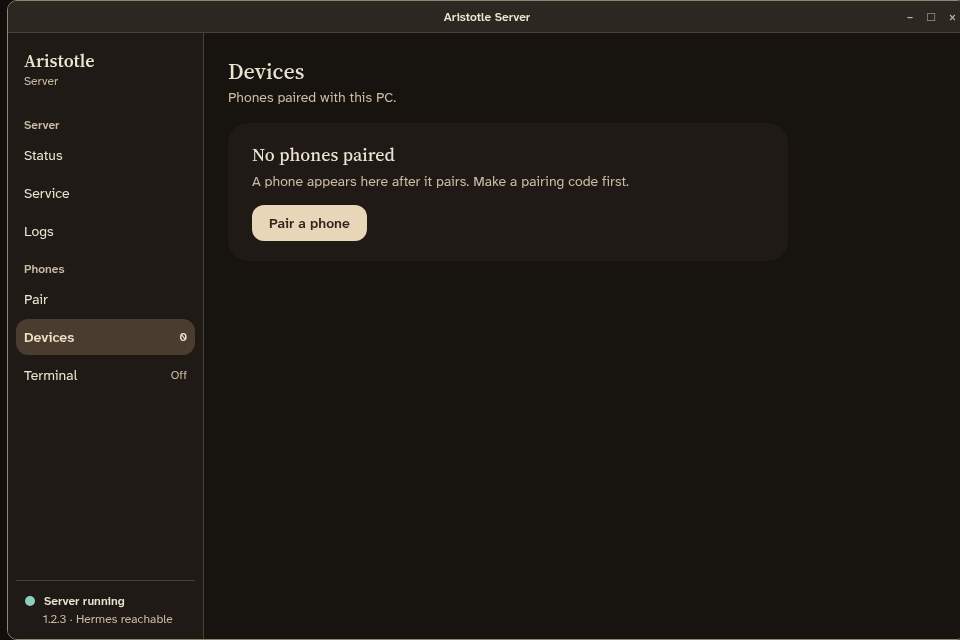 Aristotle Server
Aristotle
Server
Server
Status
Service
Logs
Phones
Pair
Devices 0
Terminal Off
Server running
1.2.3 · Hermes reachable
Devices
Phones paired with this PC.
No phones paired
A phone appears here after it pairs. Make a pairing code first.
Pair a phone